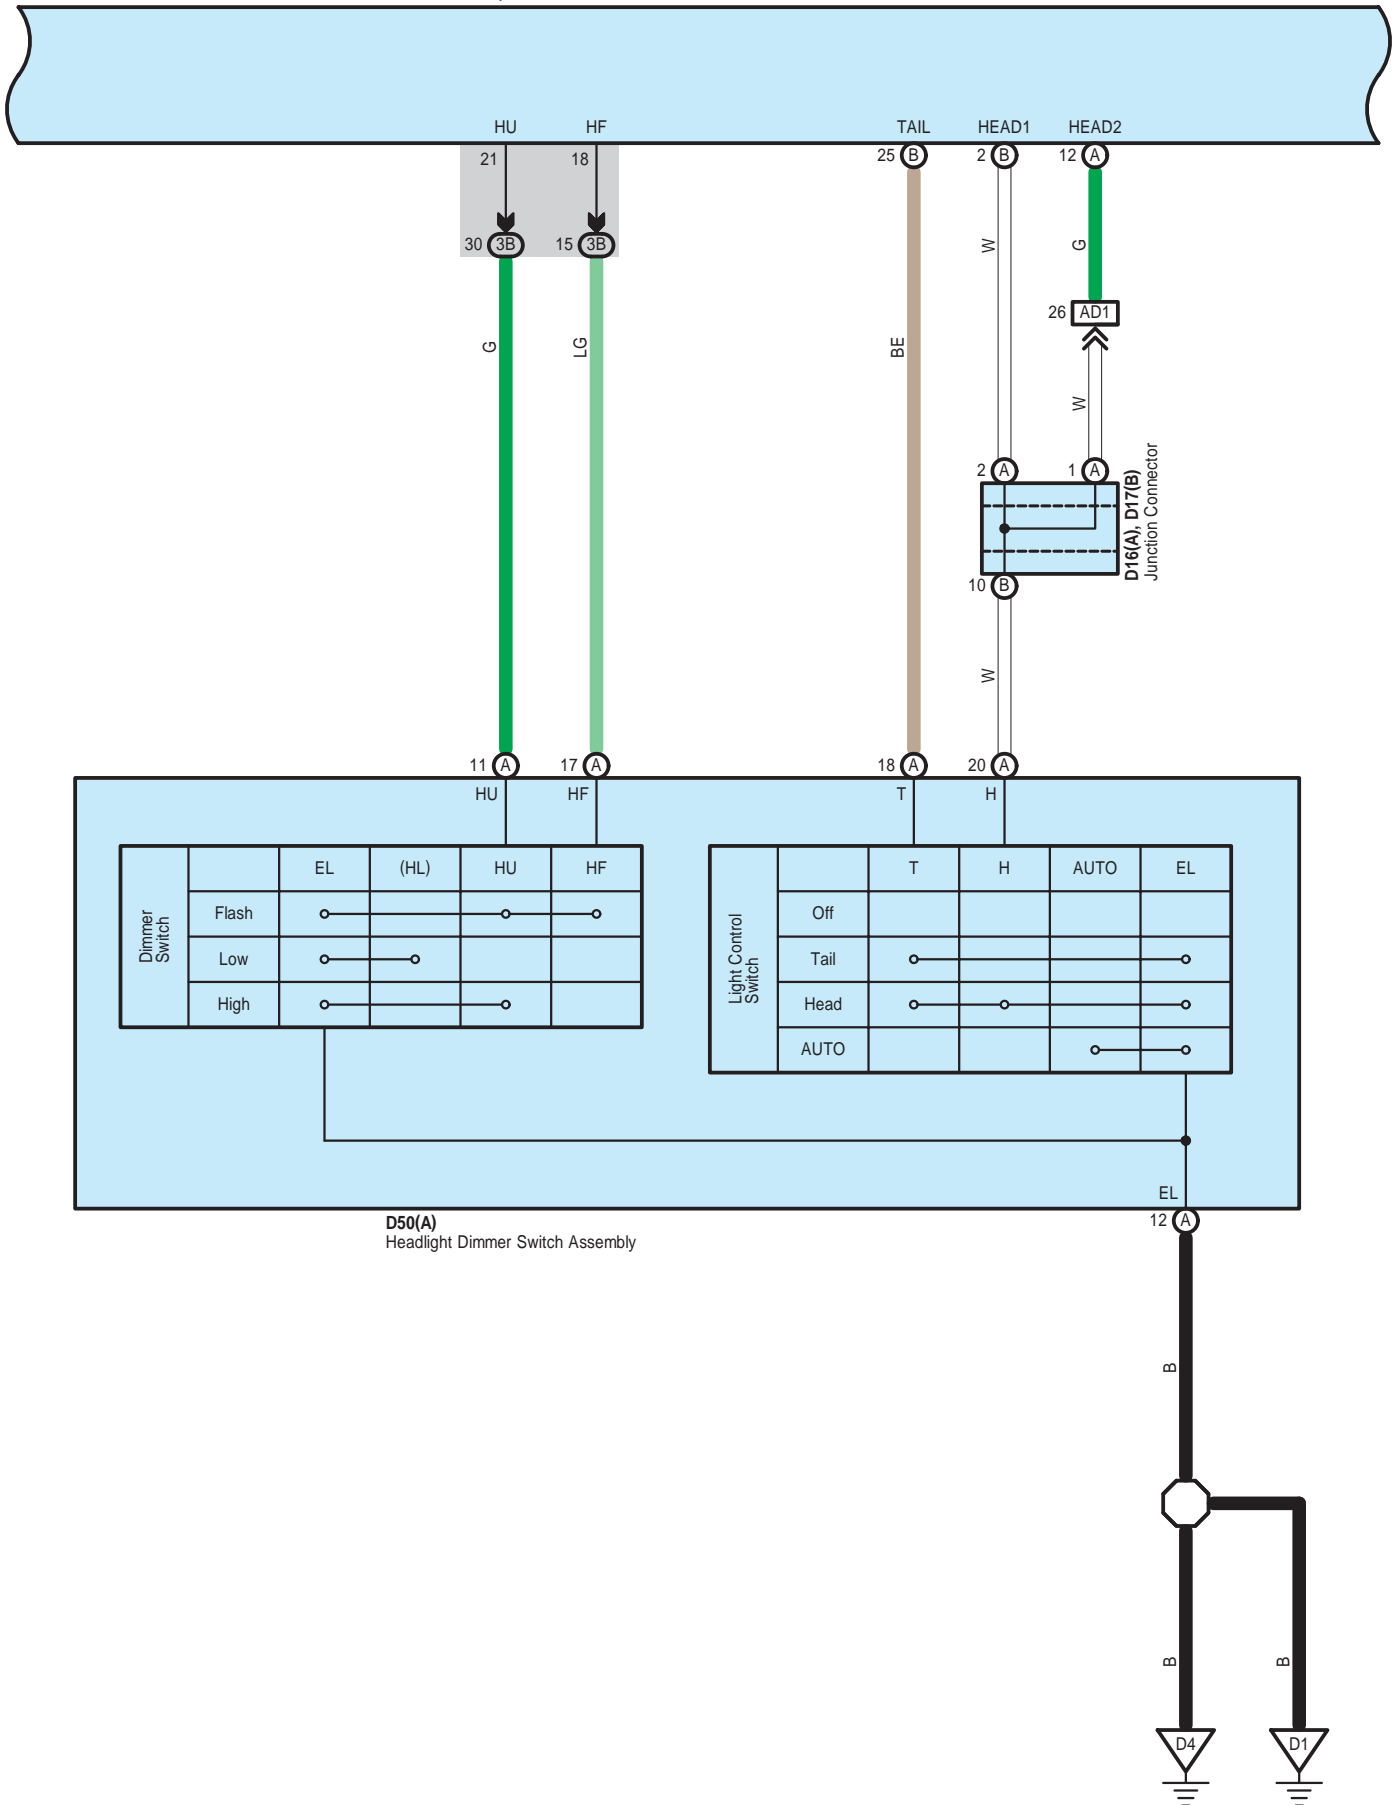 HU HF TAIL HEAD1 HEAD2
21 18 25 B 2 B 12 A
30 3B 15 3B
W G
26 AD1
G LG BE
W
2 A 1 A
D16(A), D17(B)
Junction Connector
10 B
W
11 A 17 A 18 A 20 A
HU HF T H
Dimmer
Switch
EL (HL) HU HF
Flash
Low
High
Light Control
Switch
T H AUTO EL
Off
Tail
Head
AUTO
EL
12 A
D50(A)
Headlight Dimmer Switch Assembly
B
B B
D4 D1